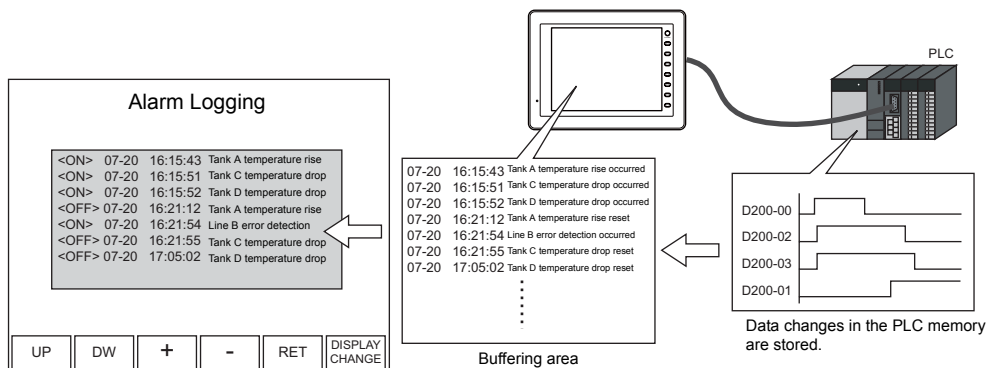 Alarm Logging
<ON> 07-20 16:15:43 Tank A temperature rise
<ON> 07-20 16:15:51 Tank C temperature drop
<ON> 07-20 16:15:52 Tank D temperature drop
<OFF> 07-20 16:21:12 Tank A temperature rise
<ON> 07-20 16:21:54 Line B error detection
<OFF> 07-20 16:21:55 Tank C temperature drop
<OFF> 07-20 17:05:02 Tank D temperature drop
UP
DW
+
-
RET
DISPLAY
CHANGE
07-20 16:15:43 Tank A temperature rise occurred
07-20 16:15:51 Tank C temperature drop occurred
07-20 16:15:52 Tank D temperature drop occurred
07-20 16:21:12 Tank A temperature rise reset
07-20 16:21:54 Line B error detection occurred
07-20 16:21:55 Tank C temperature drop reset
07-20 17:05:02 Tank D temperature drop reset
Buffering area
PLC
D200-00
D200-02
D200-03
D200-01
Data changes in the PLC memory
are stored.